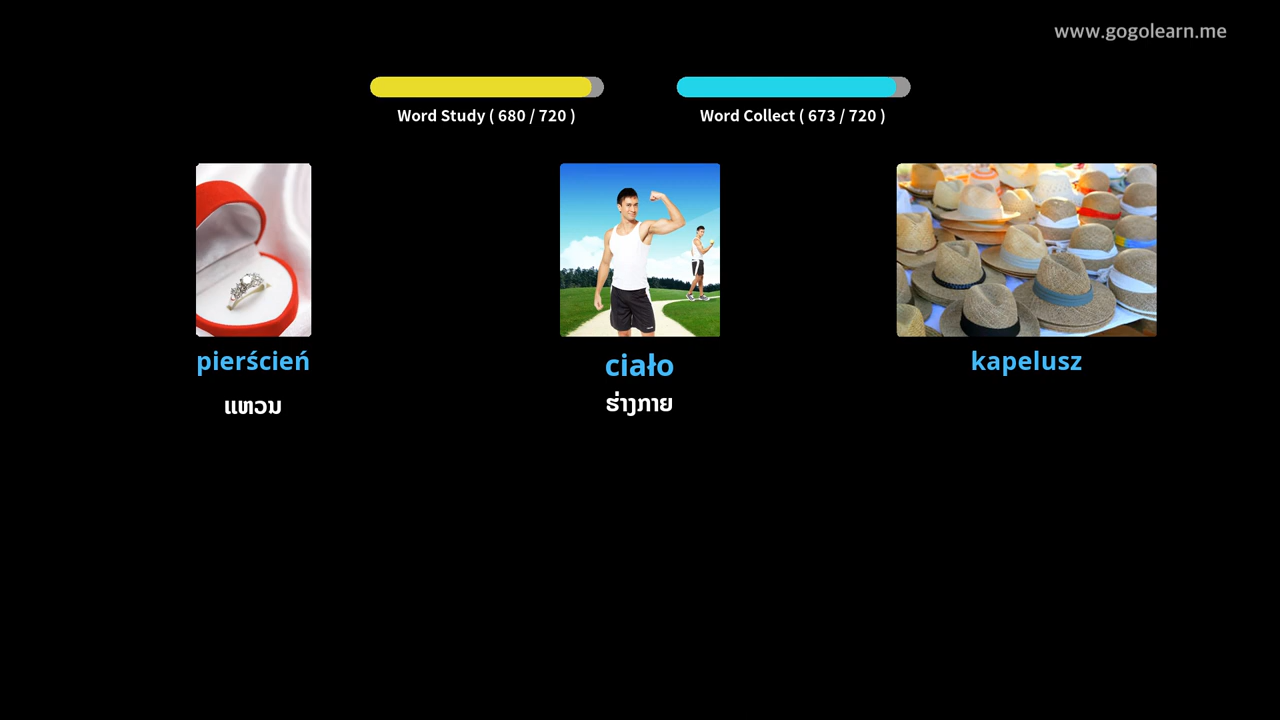 www.gogolearn.me
Word Study ( 680 / 720 )
Word Collect ( 673 / 720 )
pierścień
ciało
kapelusz
ແຫວນ
ຮ່າງກາຍ